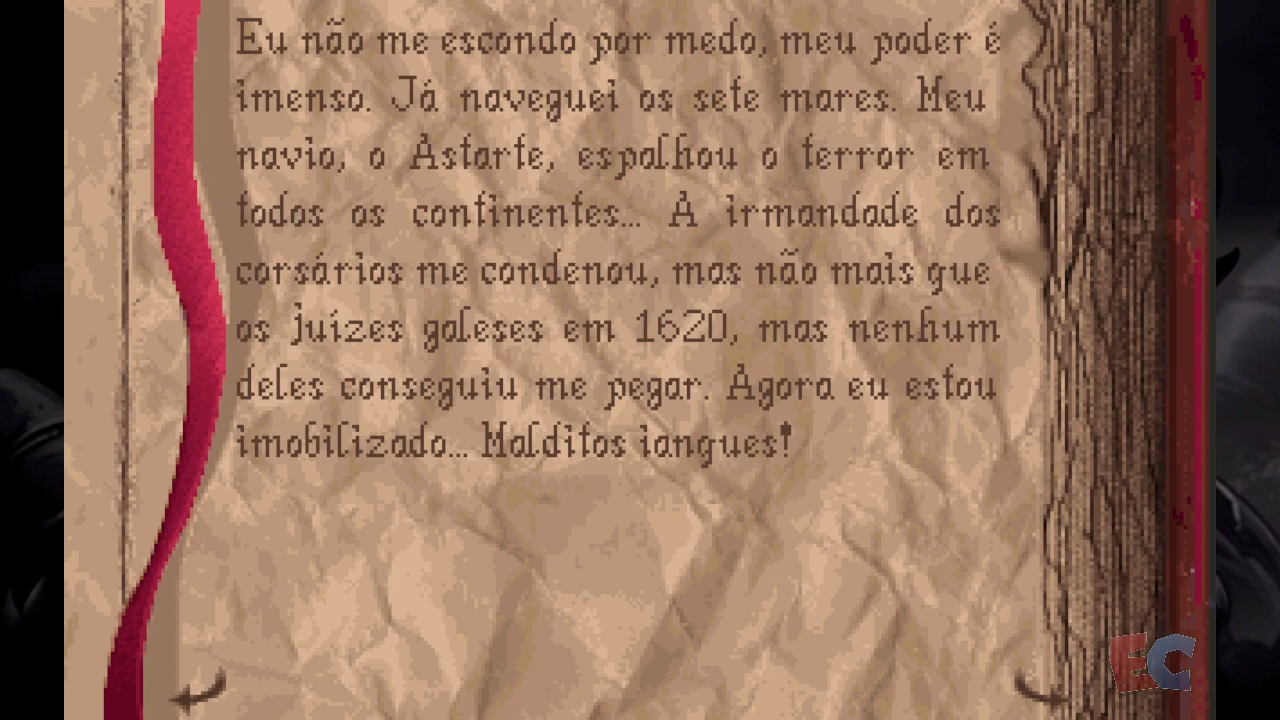 Eu não me escondo por medo, meu poder é
imenso. Já naveguei os sete mares. Meu
navio, o Astarte, espalhou o terror em
todos os continentes... A irmandade dos
corsários me condenou, mas não mais que
os juízes galeses em 1620, mas nenhum
deles conseguiu me pegar. Agora eu estou
imobilizado... Malditos ianques!
EC